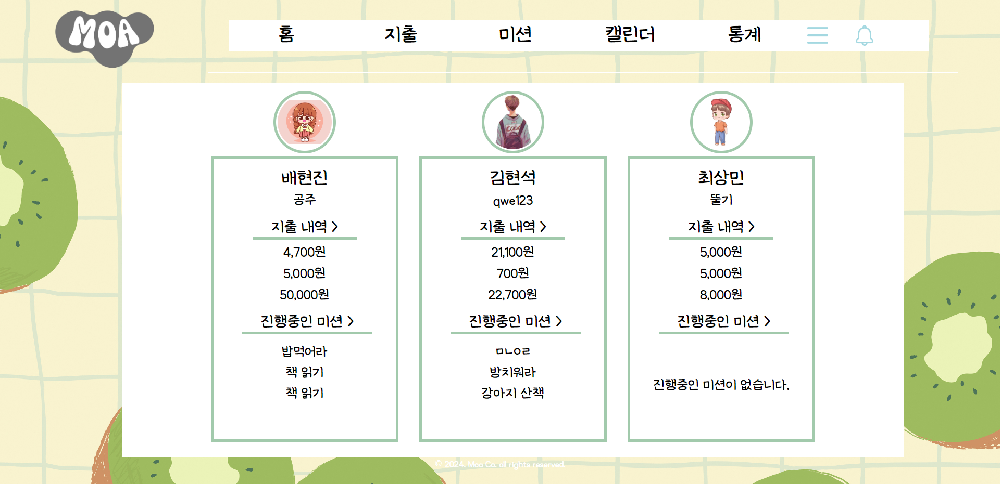 MOA
홈 지출 미션 캘린더 통계
COOL
배현진
공주
지출 내역 >
4,700원
5,000원
50,000원
진행중인 미션 >
밥먹어라
책 읽기
책 읽기
김현석
qwe123
지출 내역 >
21,100원
700원
22,700원
진행중인 미션 >
ㅁㄴㅇㄹ
방치워라
강아지 산책
최상민
뚤기
지출 내역 >
5,000원
5,000원
8,000원
진행중인 미션 >
진행중인 미션이 없습니다.
© 2024. Moa Co. all rights reserved.